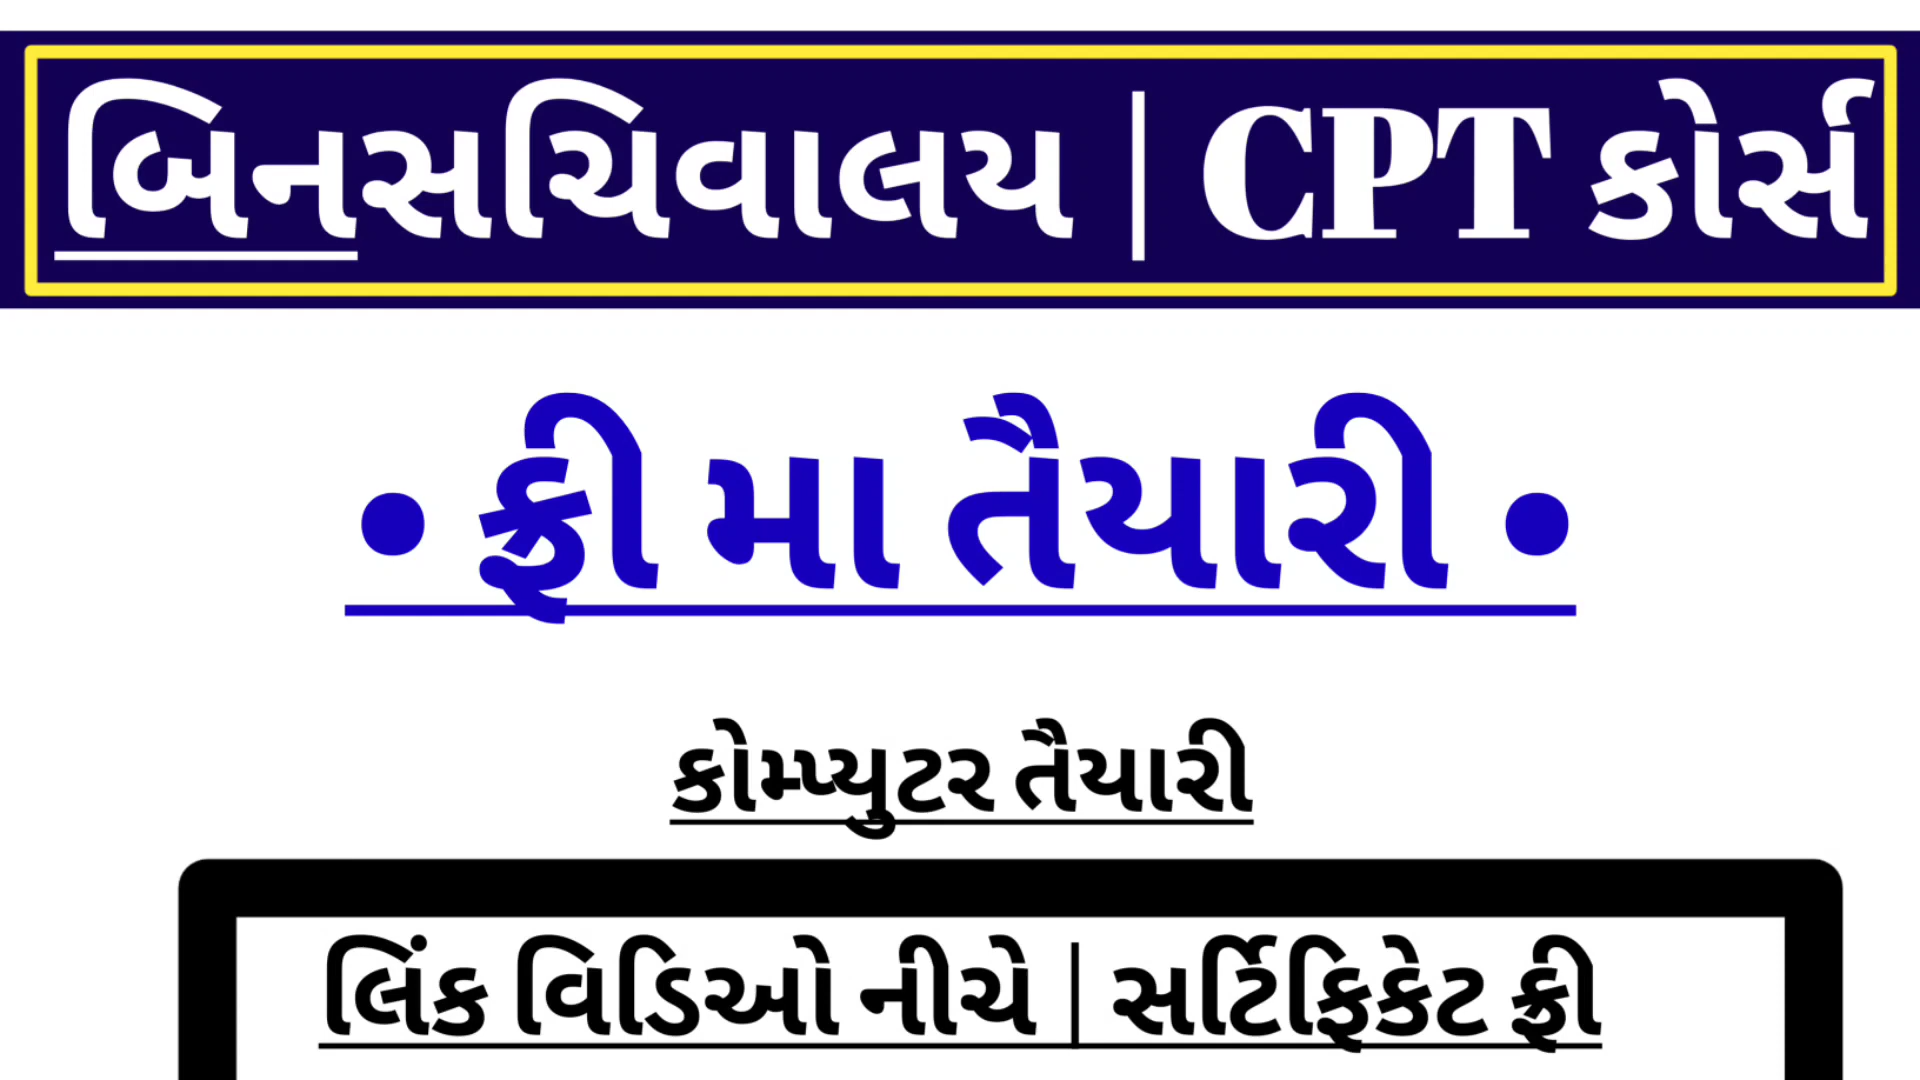 બિનસચિવાલય | CPT કોર્સ
• ફ્રી મા તૈયારી •
કોમ્પ્યુટર તૈયારી
લિંક વિડિઓ નીચે | સર્ટિફિકેટ ફ્રી